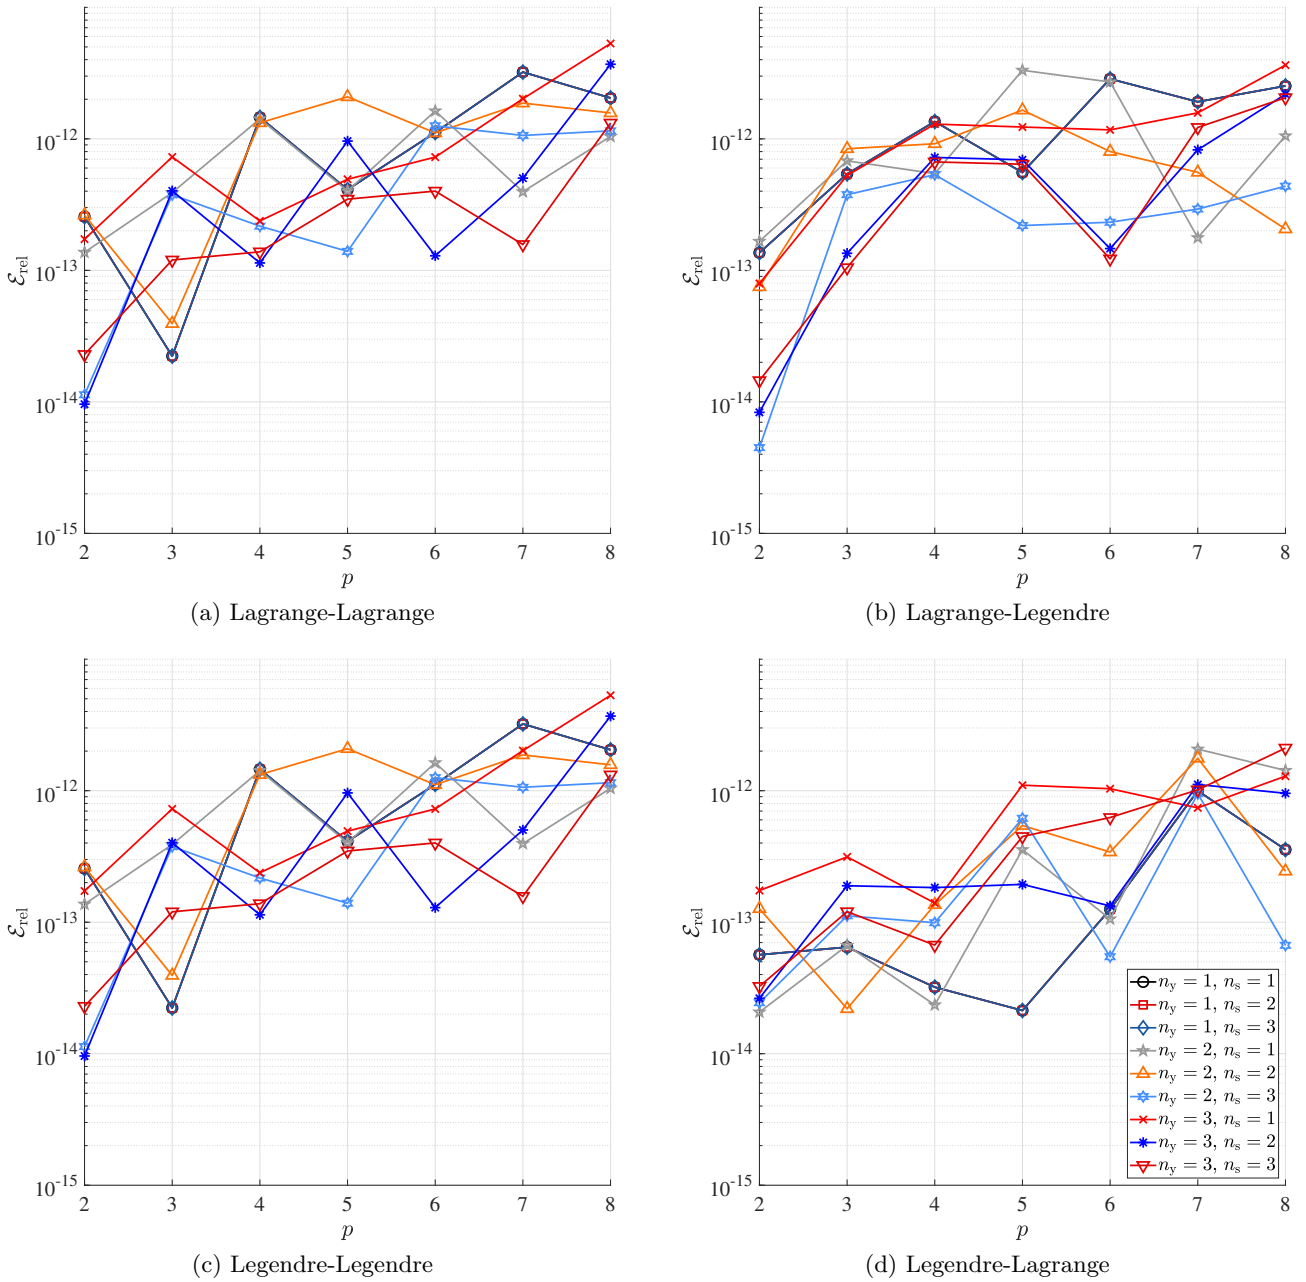 10^-12
10^-13
10^-14
10^-15
ℰ_rel
2 3 4 5 6 7 8
p
(a) Lagrange-Lagrange
10^-12
10^-13
10^-14
10^-15
ℰ_rel
2 3 4 5 6 7 8
p
(b) Lagrange-Legendre
10^-12
10^-13
10^-14
10^-15
ℰ_rel
2 3 4 5 6 7 8
p
(c) Legendre-Legendre
10^-12
10^-13
10^-14
10^-15
ℰ_rel
2 3 4 5 6 7 8
p
n_y = 1, n_s = 1
n_y = 1, n_s = 2
n_y = 1, n_s = 3
n_y = 2, n_s = 1
n_y = 2, n_s = 2
n_y = 2, n_s = 3
n_y = 3, n_s = 1
n_y = 3, n_s = 2
n_y = 3, n_s = 3
(d) Legendre-Lagrange